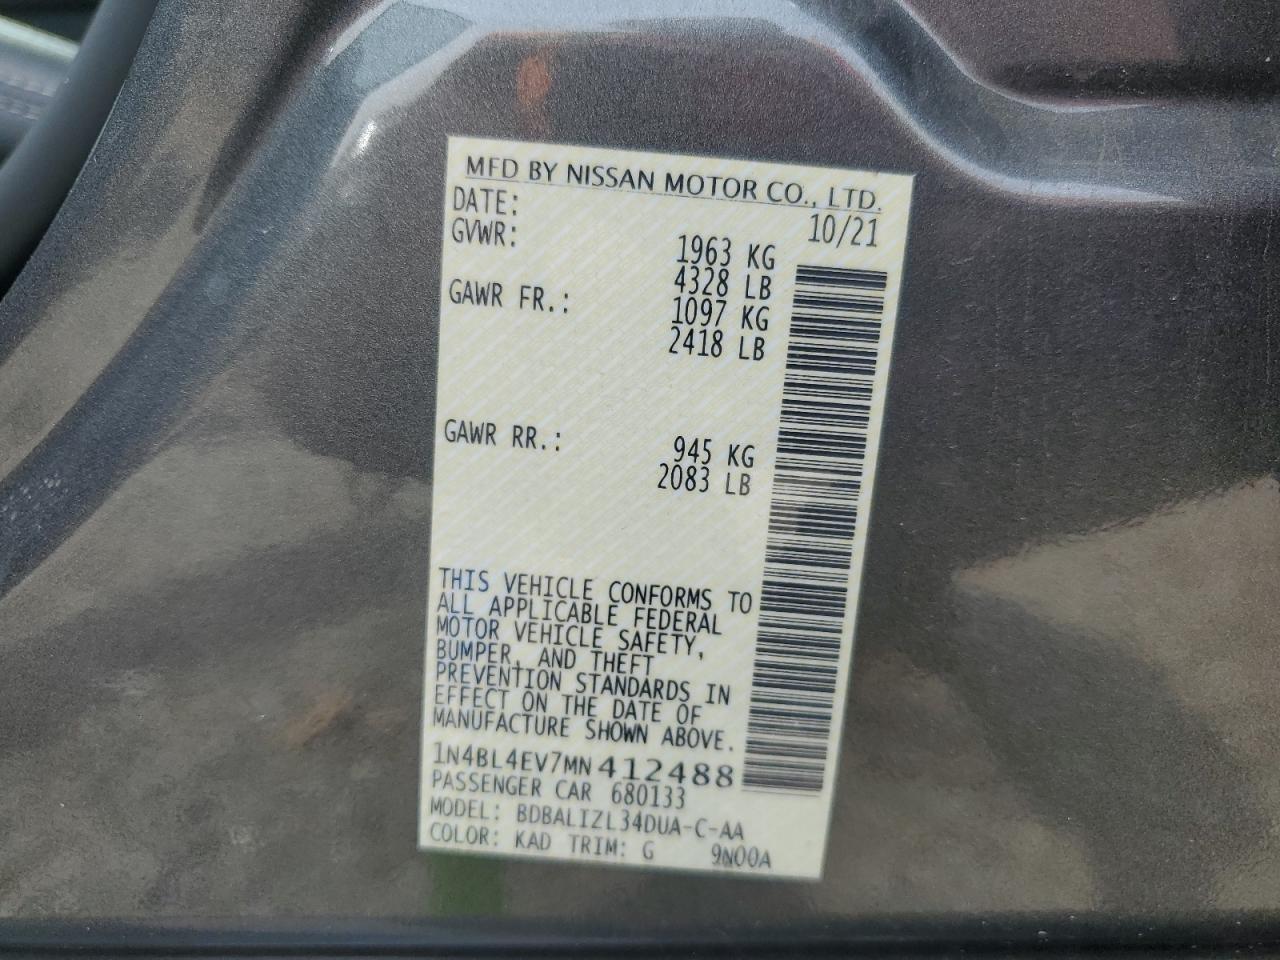 MFD BY NISSAN MOTOR CO., LTD.
DATE: 10/21
GVWR: 1963 KG
4328 LB
GAWR FR.: 1097 KG
2418 LB
GAWR RR.: 945 KG
2083 LB
THIS VEHICLE CONFORMS TO
ALL APPLICABLE FEDERAL
MOTOR VEHICLE SAFETY,
BUMPER, AND THEFT
PREVENTION STANDARDS IN
EFFECT ON THE DATE OF
MANUFACTURE SHOWN ABOVE.
1N4BL4EV7MN412488
PASSENGER CAR 680133
MODEL: BDBALIZL34DUA-C-AA
COLOR: KAD TRIM: G 9N00A